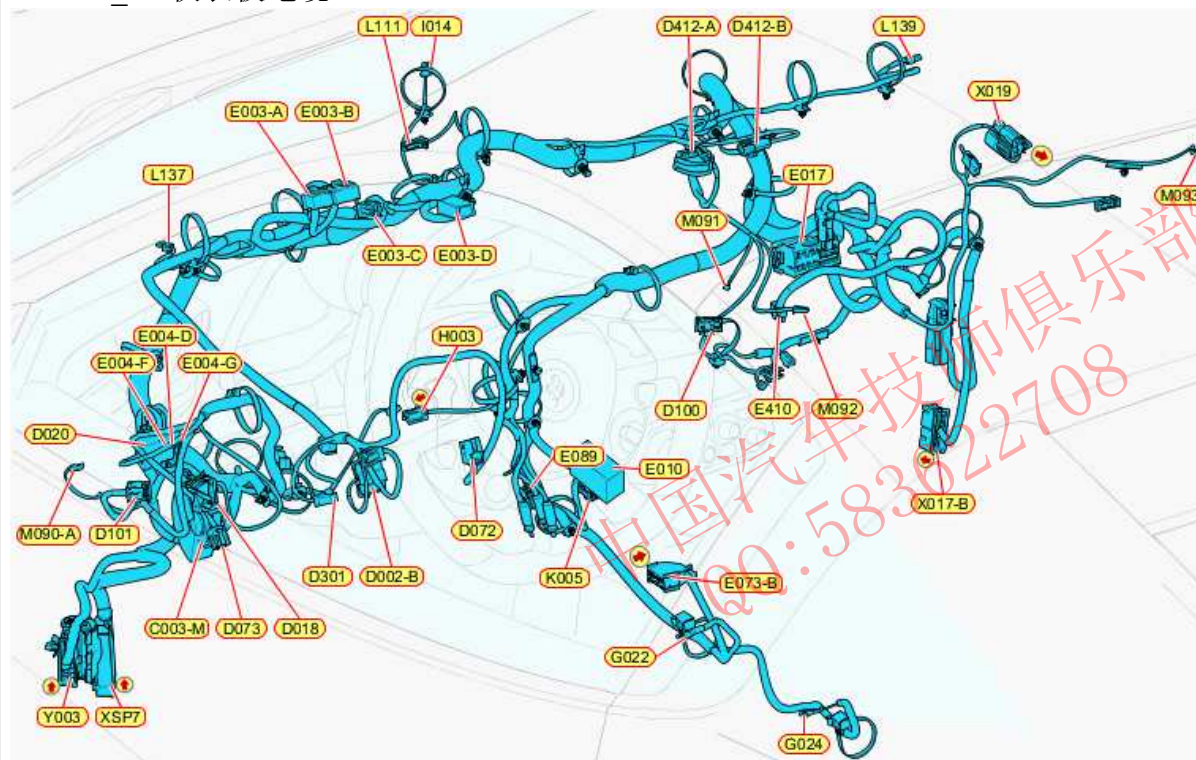 L111
I014
D412-A
D412-B
L139
X019
E003-A
E003-B
L137
E017
M093
M091
E003-C
E003-D
E004-D
H003
E004-F
E004-G
D100
E410
M092
D020
E089
E010
X017-B
M090-A
D101
D072
D301
D002-B
K005
E073-B
C003-M
D073
D018
G022
Y003
XSP7
G024
中国汽车技师俱乐部
QQ:583622708